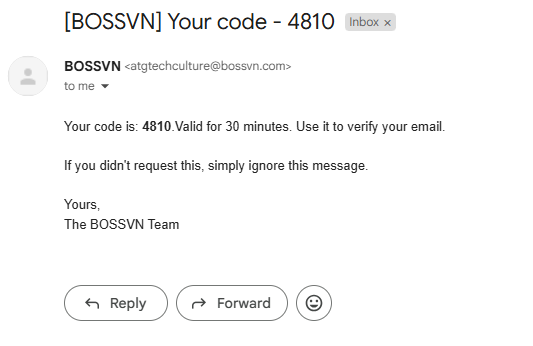 [BOSSVN] Your code - 4810 Inbox ×
BOSSVN <atgtechculture@bossvn.com>
to me
Your code is: 4810.Valid for 30 minutes. Use it to verify your email.
If you didn't request this, simply ignore this message.
Yours,
The BOSSVN Team
Reply Forward